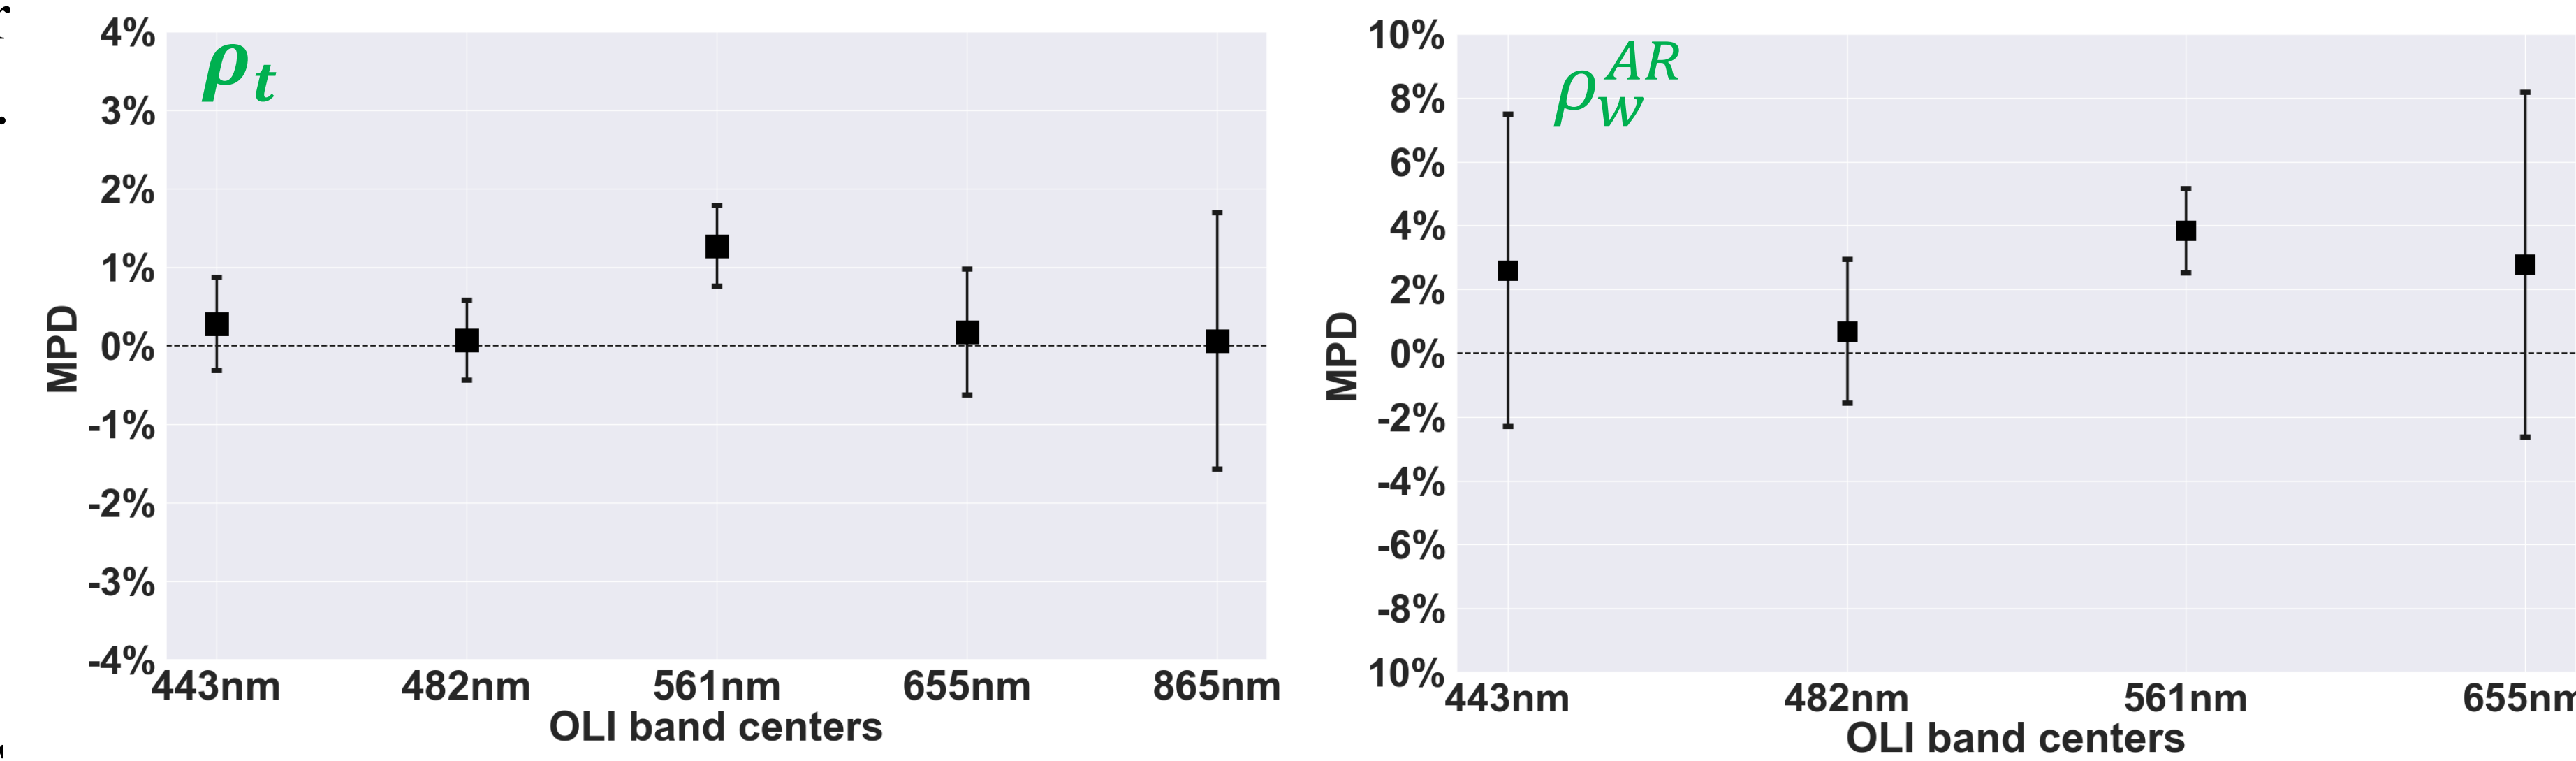 ρt
4%
3%
2%
1%
0%
-1%
-2%
-3%
-4%
MPD
443nm 482nm 561nm 655nm 865nm
OLI band centers
ρwAR
10%
8%
6%
4%
2%
0%
-2%
-4%
-6%
-8%
10%
MPD
443nm 482nm 561nm 655nm
OLI band centers